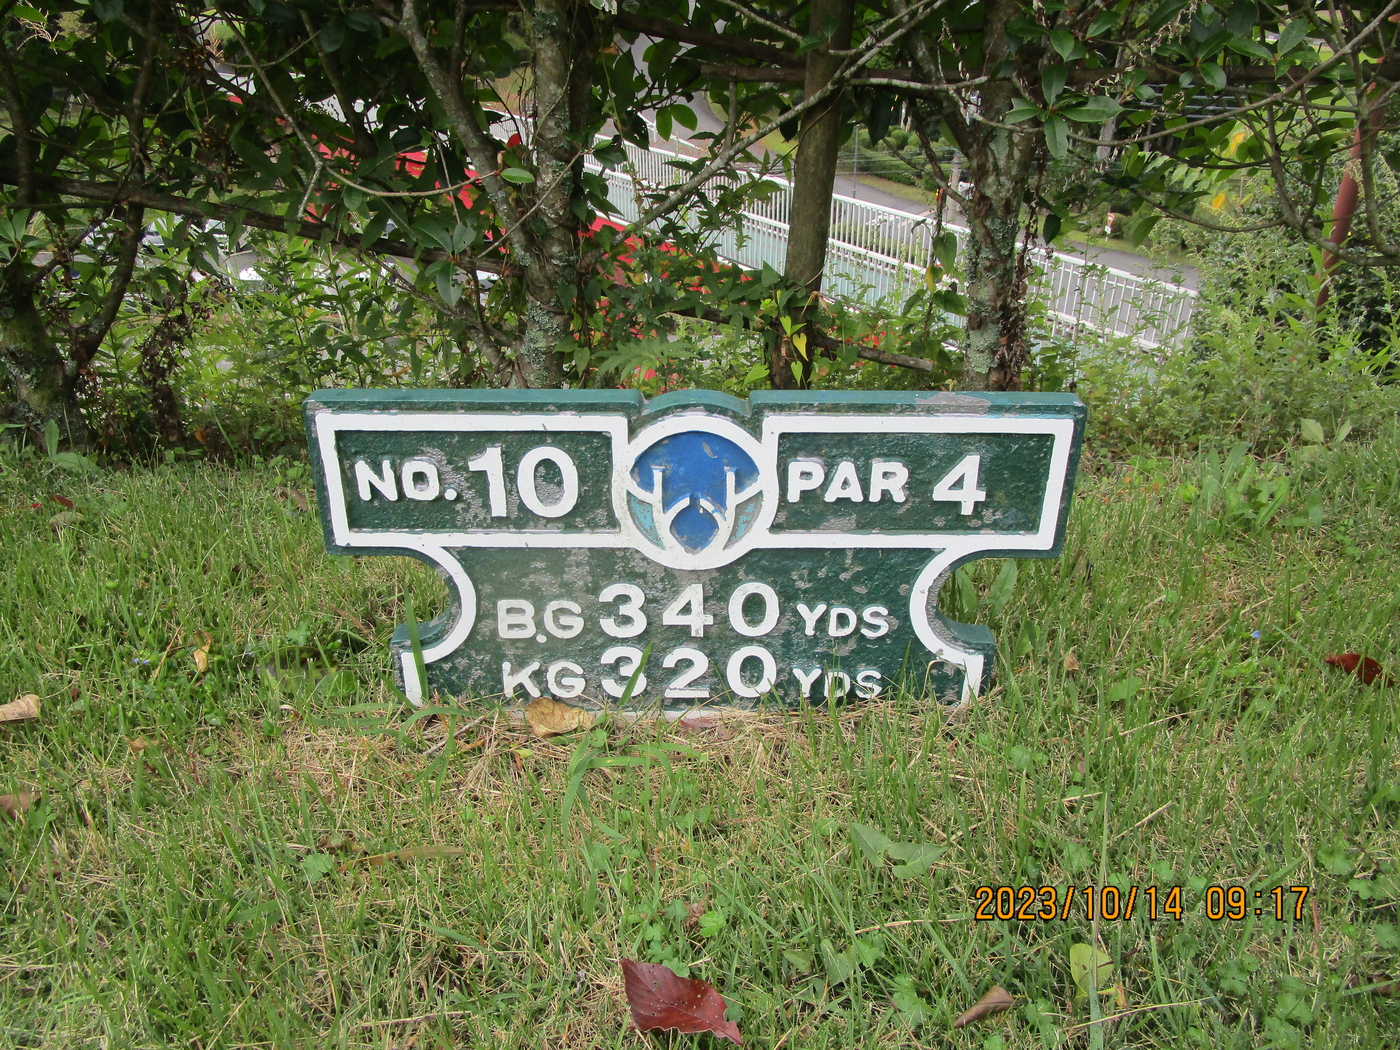 NO. 10 PAR 4
B.G 340 YDS
KG 320 YDS
2023/10/14 09:17